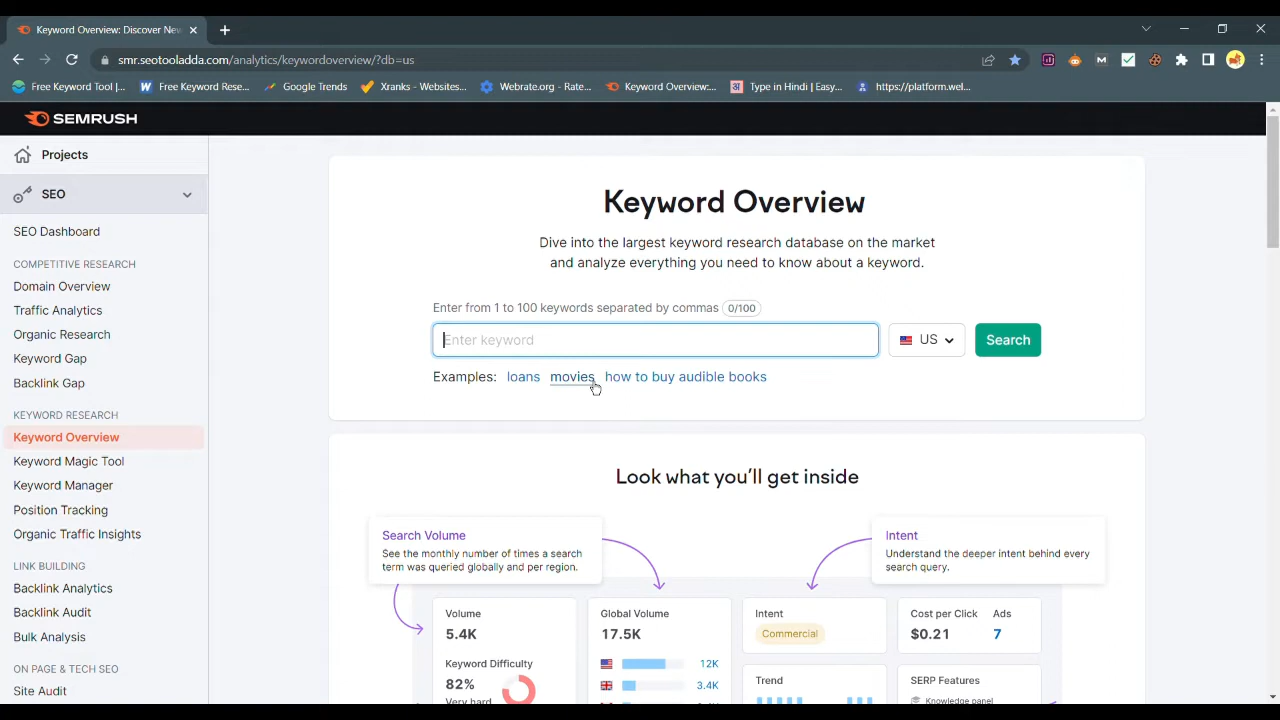 Keyword Overview: Discover New
smr.seotooladda.com/analytics/keywordoverview/?db=us
Free Keyword Tool |... Free Keyword Rese... Google Trends Xranks - Websites... Webrate.org - Rate... Keyword Overview:... Type in Hindi | Easy... https://platform.wel...
SEMRUSH
Projects
SEO
SEO Dashboard
COMPETITIVE RESEARCH
Domain Overview
Traffic Analytics
Organic Research
Keyword Gap
Backlink Gap
KEYWORD RESEARCH
Keyword Overview
Keyword Magic Tool
Keyword Manager
Position Tracking
Organic Traffic Insights
LINK BUILDING
Backlink Analytics
Backlink Audit
Bulk Analysis
ON PAGE & TECH SEO
Site Audit
Keyword Overview
Dive into the largest keyword research database on the market
and analyze everything you need to know about a keyword.
Enter from 1 to 100 keywords separated by commas 0/100
Enter keyword US Search
Examples: loans movies how to buy audible books
Look what you'll get inside
Search Volume
See the monthly number of times a search
term was queried globally and per region.
Intent
Understand the deeper intent behind every
search query.
Volume
5.4K
Keyword Difficulty
82%
Very hard
Global Volume
17.5K
12K
3.4K
Intent
Commercial
Trend
Cost per Click Ads
$0.21 7
SERP Features
Knowledge panel